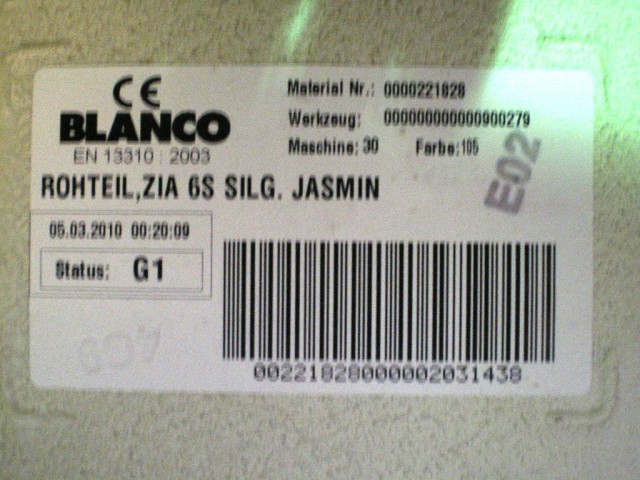 CE
BLANCO
EN 13310 : 2003
Material Nr.: 0000221828
Werkzeug: 000000000000900279
Maschine: 30 Farbe: 105
E02
ROHTEIL,ZIA 6S SILG. JASMIN
05.03.2010 00:20:09
Status: G1
00221828000002031438